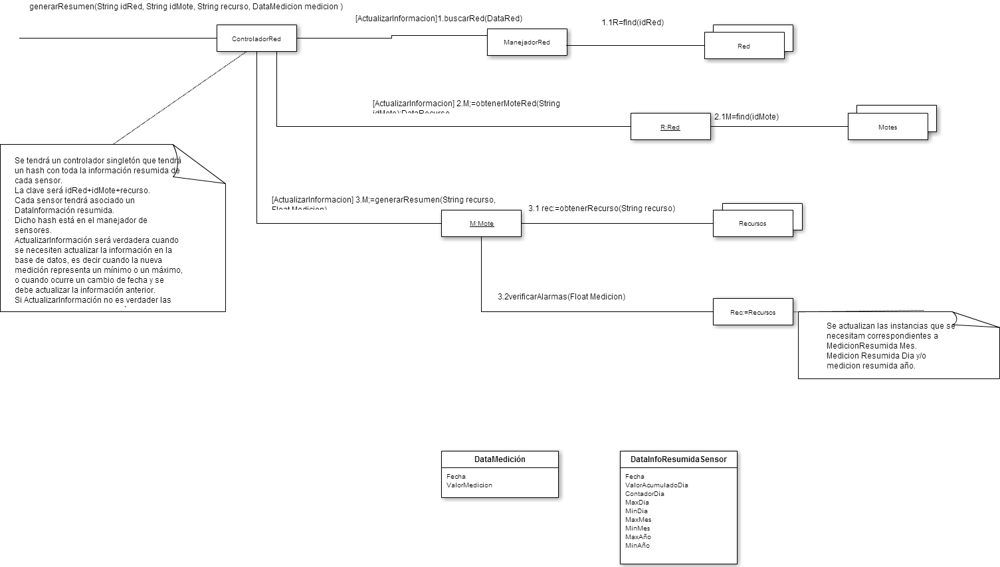 generarResumen(String idRed, String idMote, String recurso, DataMedicion medicion )
[ActualizarInformacion]1.buscarRed(DataRed)
1.1R=fInd(idRed)
ControladorRed
ManejadorRed
Red
[ActualizarInformacion] 2.M;=obtenerMoteRed(String
idMote):DataRecurso
2.1M=find(idMote)
R:Red
Motes
Se tendrá un controlador singletón que tendrá
un hash con toda la información resumida de
cada sensor.
La clave será idRed+idMote+recurso.
Cada sensor tendrá asociado un
DataInformación resumida.
Dicho hash está en el manejador de
sensores.
ActualizarInformación será verdadera cuando
se necesiten actualizar la información en la
base de datos, es decir cuando la nueva
medición representa un mínimo o un máximo,
o cuando ocurre un cambio de fecha y se
debe actualizar la información anterior.
Si ActualizarInformación no es verdader las
[ActualizarInformacion] 3.M;=generarResumen(String recurso,
Float Medicion)
3.1 rec:=obtenerRecurso(String recurso)
M:Mote
Recursos
3.2verificarAlarmas(Float Medicion)
Rec:=Recursos
Se actualizan las instancias que se
necesitam correspondientes a
MedicionResumida Mes.
Medicion Resumida Dia y/o
medicion resumida año.
DataMedición
Fecha
ValorMedicion
DataInfoResumidaSensor
Fecha
ValorAcumuladoDia
ContadorDia
MaxDia
MinDia
MaxMes
MinMes
MaxAño
MinAño